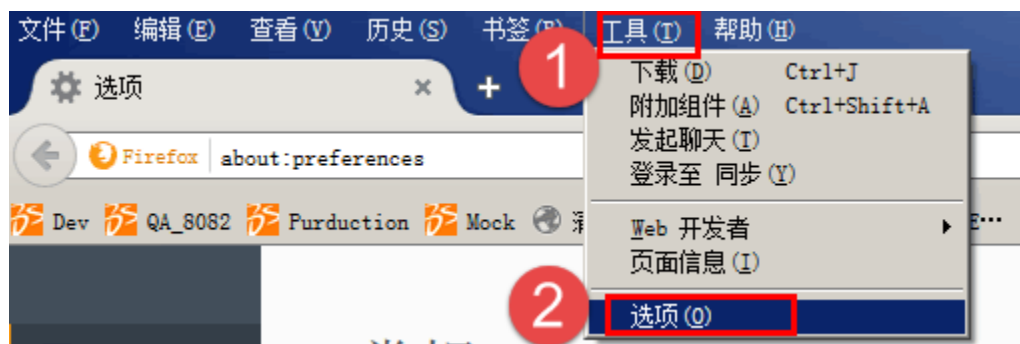 文件(F) 编辑(E) 查看(V) 历史(S) 书签 工具(T) 帮助(H)
1
下载(D) Ctrl+J
选项 × +
附加组件(A) Ctrl+Shift+A
发起聊天(T)
Firefox about:preferences
登录至 同步(Y)
Dev QA_8082 Purduction Mock
Web 开发者
页面信息(I)
2
选项(O)